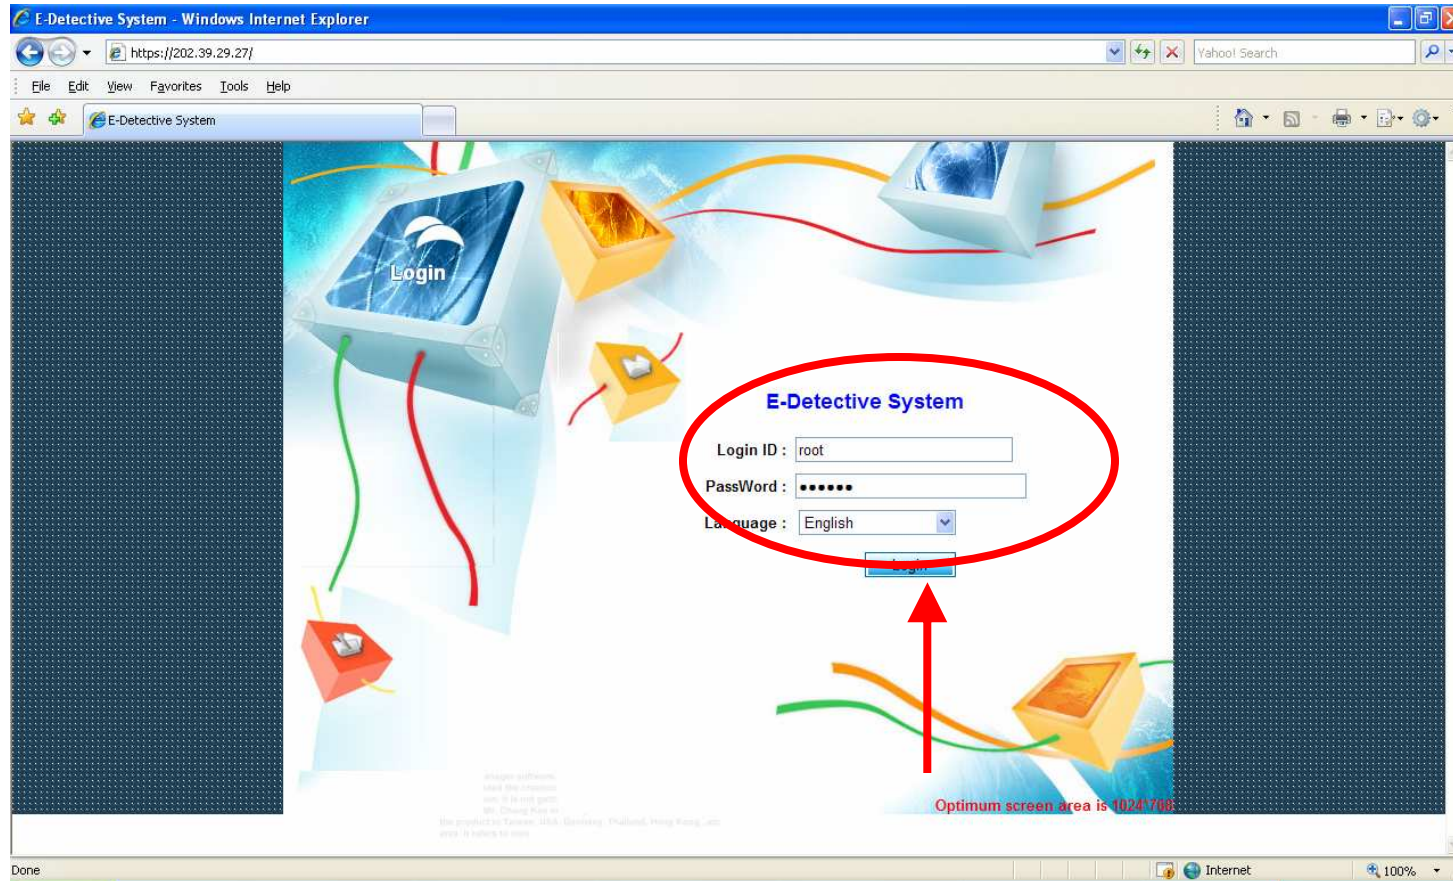 E-Detective System - Windows Internet Explorer
https://202.39.29.27/
Yahoo! Search
File Edit View Favorites Tools Help
E-Detective System
Login
E-Detective System
Login ID : root
PassWord : ●●●●●●
Language : English
Login
Optimum screen area is 1024*768
Done
Internet
100%